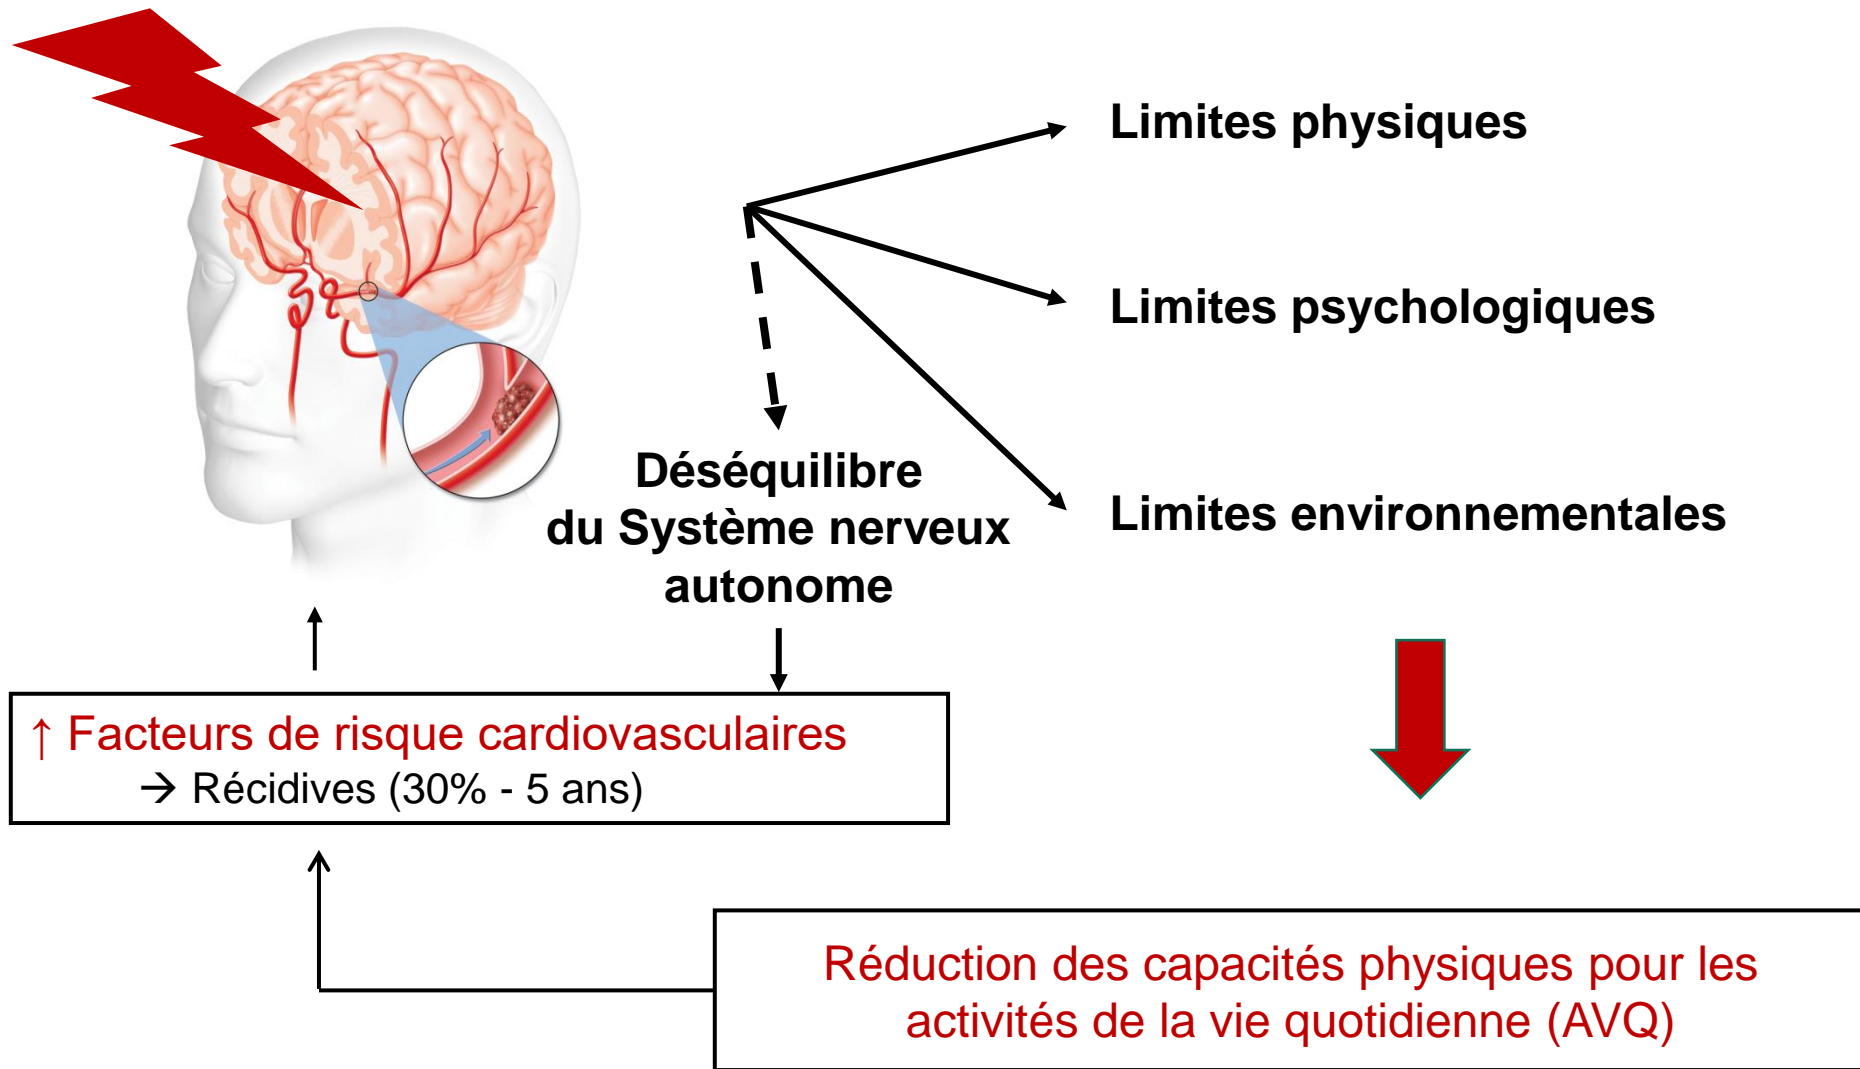 Limites physiques
Limites psychologiques
Limites environnementales
Déséquilibre
du Système nerveux
autonome
↑ Facteurs de risque cardiovasculaires
→ Récidives (30% - 5 ans)
Réduction des capacités physiques pour les
activités de la vie quotidienne (AVQ)